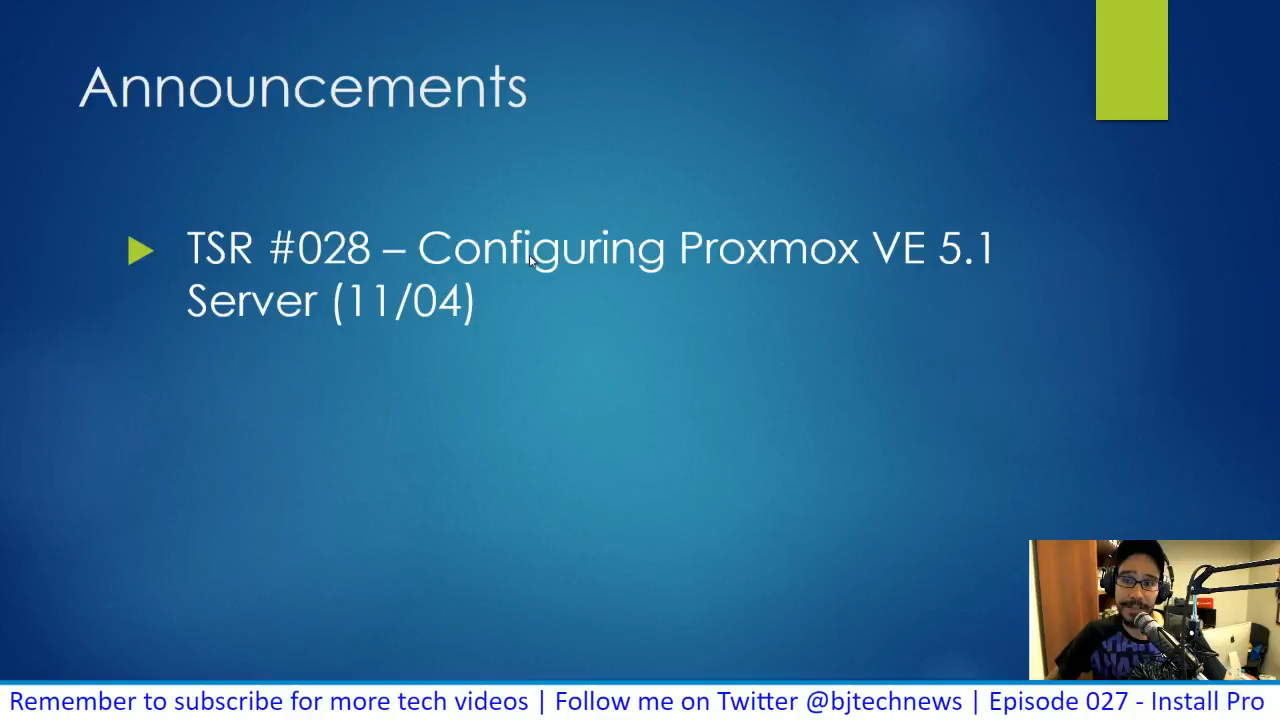 Announcements
TSR #028 – Configuring Proxmox VE 5.1
Server (11/04)
Remember to subscribe for more tech videos | Follow me on Twitter @bjtechnews | Episode 027 - Install Pro